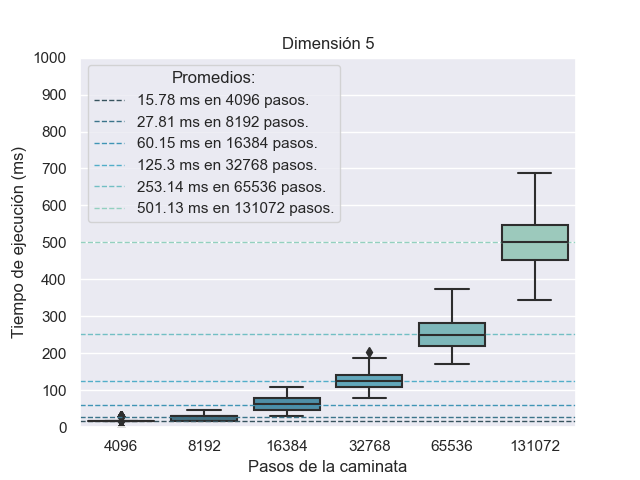 Dimensión 5
Promedios:
15.78 ms en 4096 pasos.
27.81 ms en 8192 pasos.
60.15 ms en 16384 pasos.
125.3 ms en 32768 pasos.
253.14 ms en 65536 pasos.
501.13 ms en 131072 pasos.
Tiempo de ejecución (ms)
1000
900
800
700
600
500
400
300
200
100
0
4096 8192 16384 32768 65536 131072
Pasos de la caminata